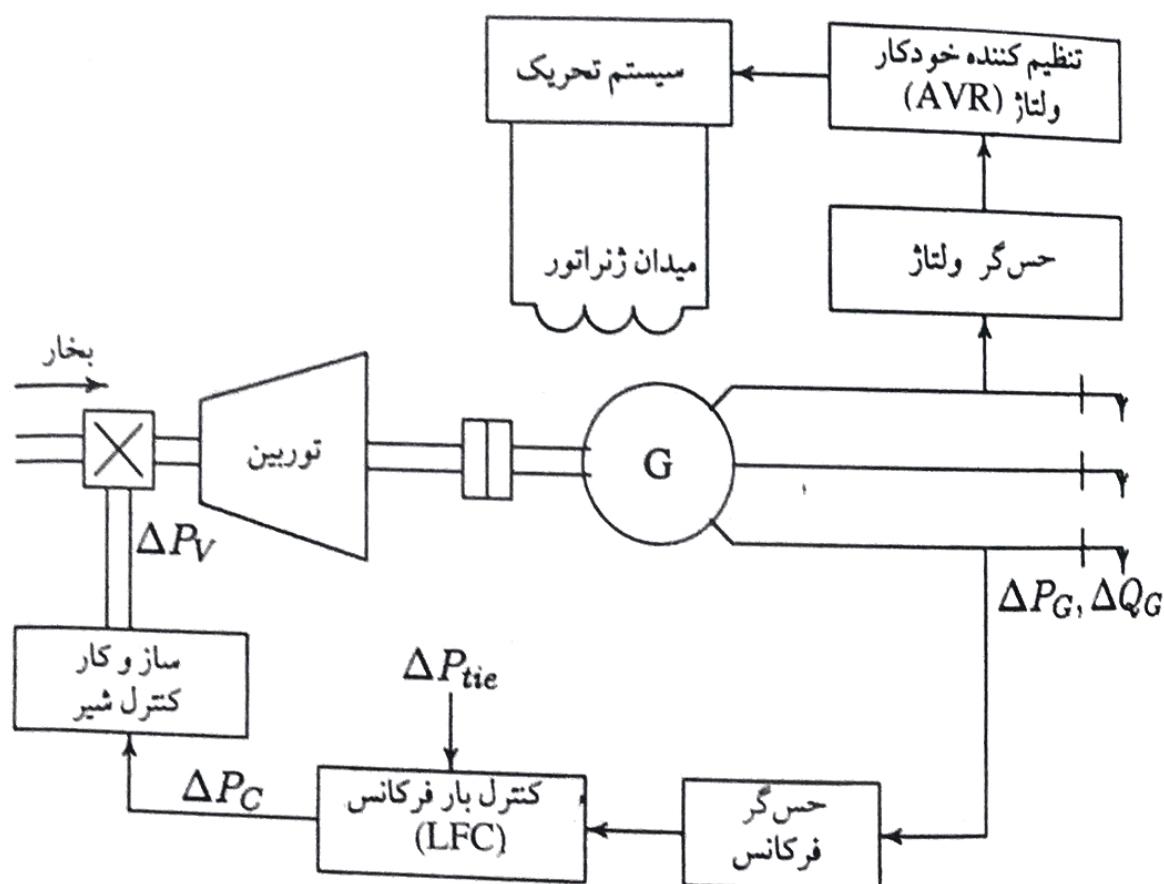 تنظیم کننده خودکار
ولتاژ (AVR)
سیستم تحریک
حس‌گر ولتاژ
میدان ژنراتور
بخار
توربین
G
ΔP_V
ΔP_G, ΔQ_G
ساز و کار
کنترل شیر
ΔP_tie
ΔP_C
کنترل بار فرکانس
(LFC)
حس‌گر
فرکانس